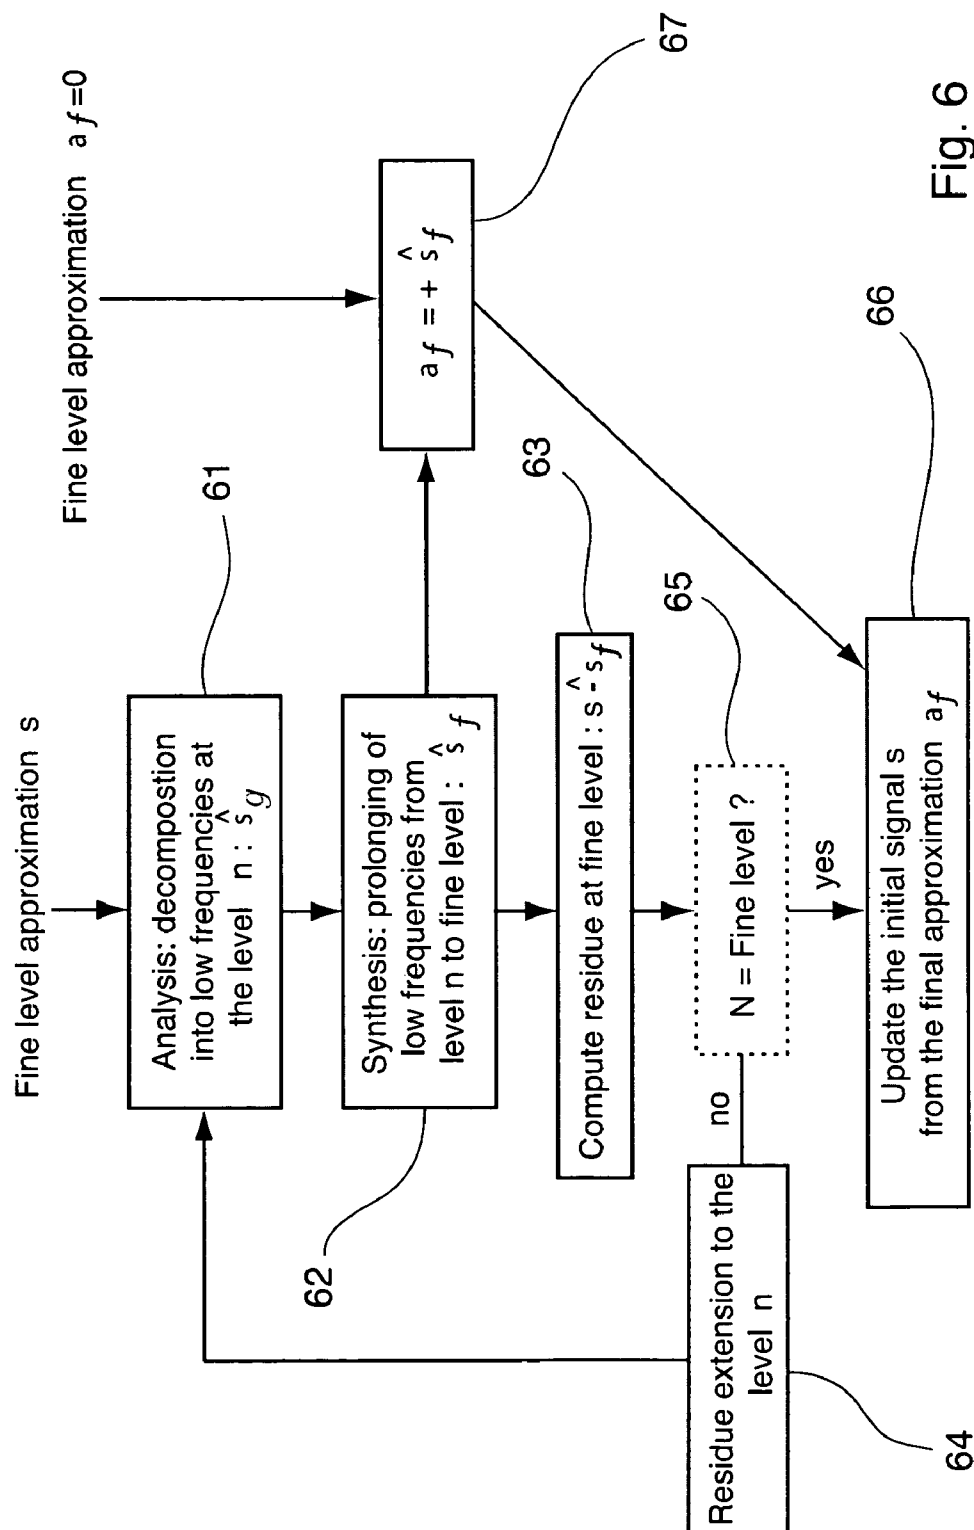 Fine level approximation s
Fine level approximation a f =0
Analysis: decompostion
into low frequencies at
the level n : ŝ g
61
Synthesis: prolonging of
low frequencies from
level n to fine level : ŝ f
62
a f = + ŝ f
67
Compute residue at fine level : s - ŝ f
63
N = Fine level ?
65
no
yes
Residue extension to the
level n
64
Update the initial signal s
from the final approximation a f
66
Fig. 6